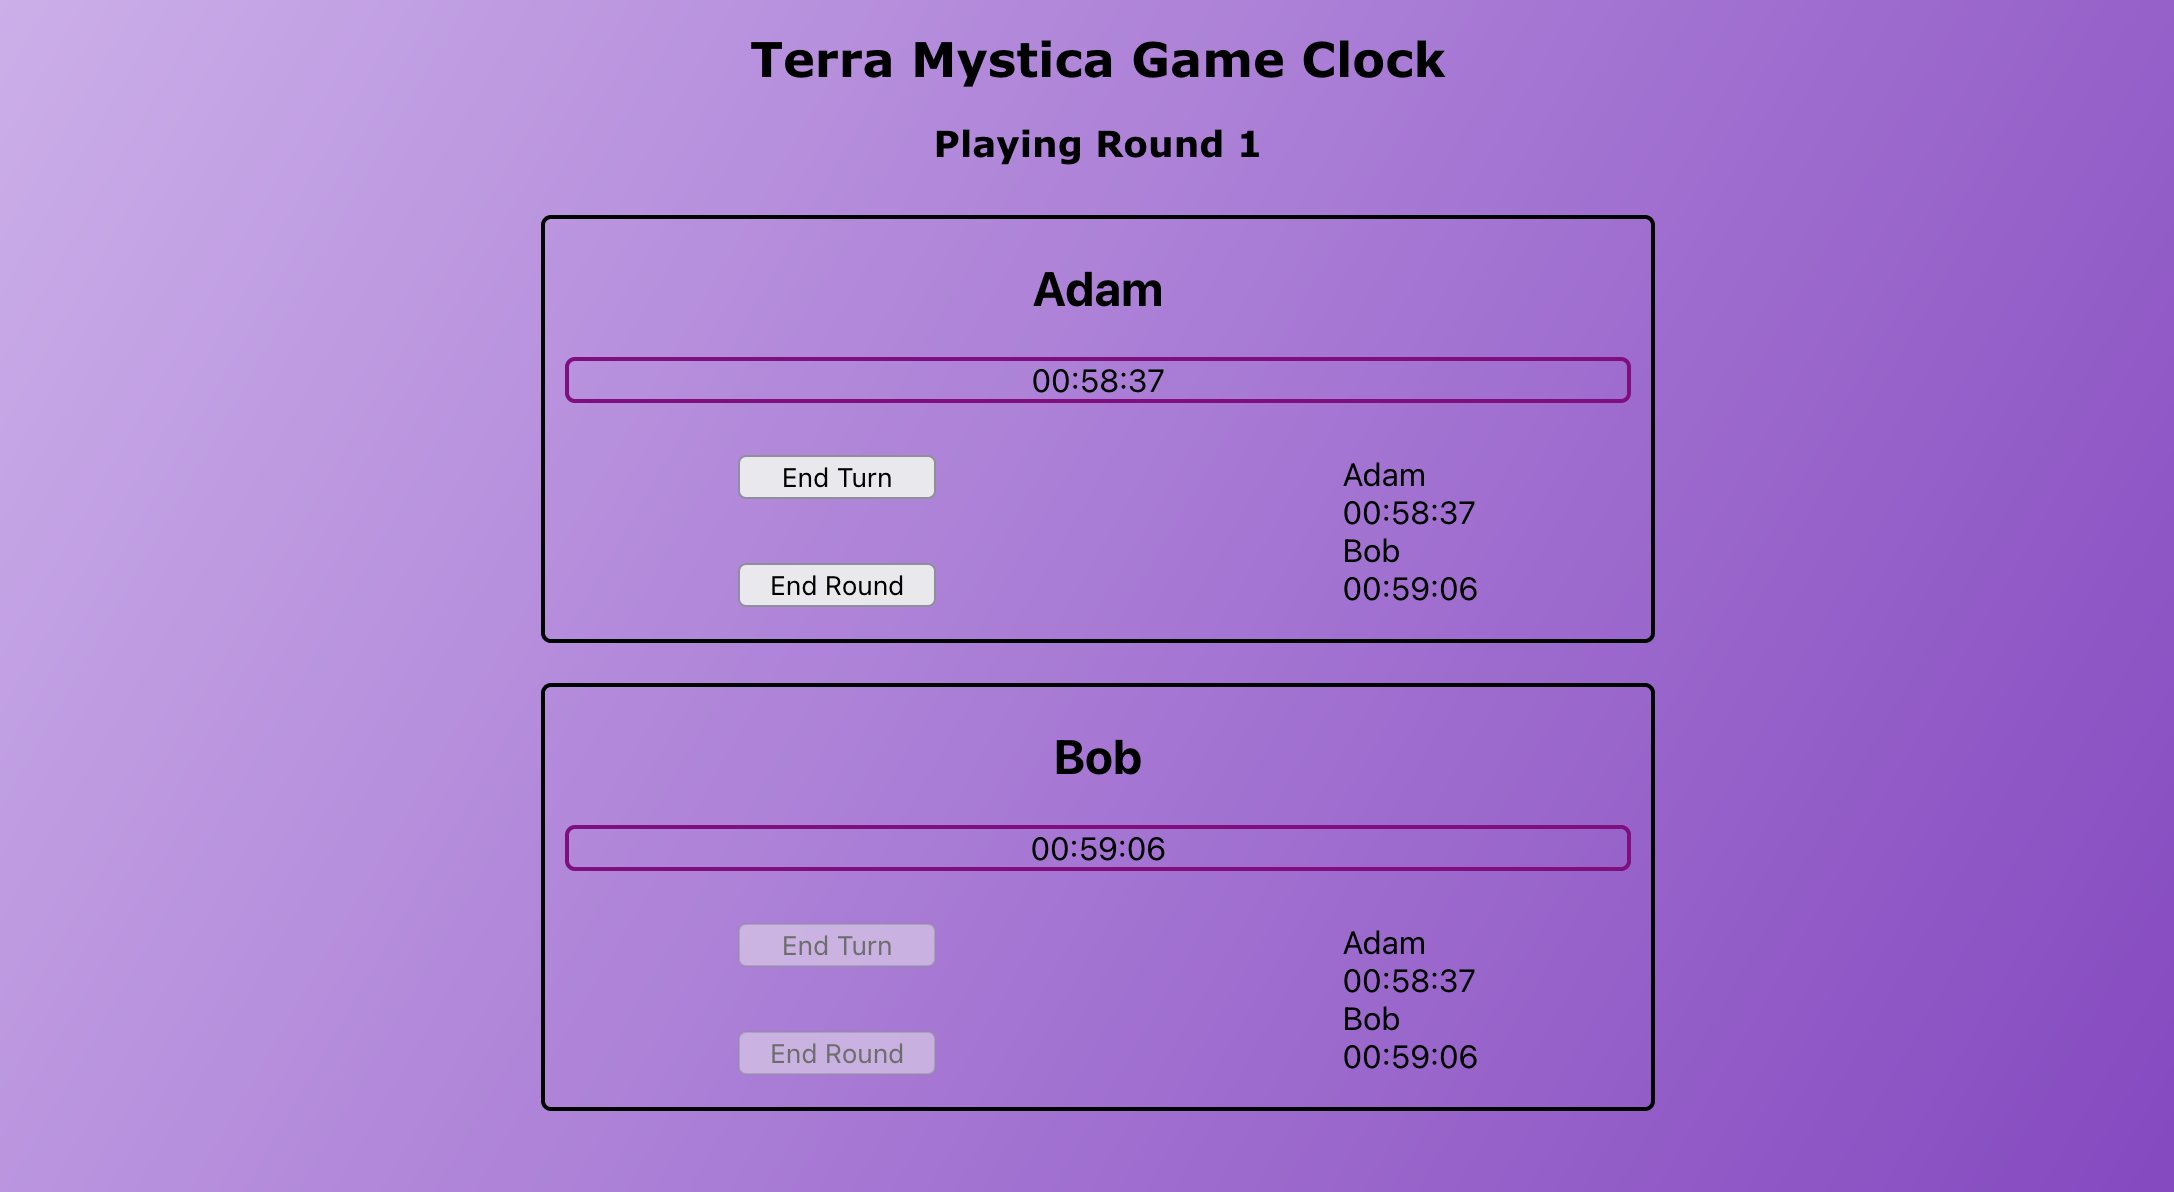 Terra Mystica Game Clock
Playing Round 1
Adam
00:58:37
End Turn
End Round
Adam
00:58:37
Bob
00:59:06
Bob
00:59:06
End Turn
End Round
Adam
00:58:37
Bob
00:59:06